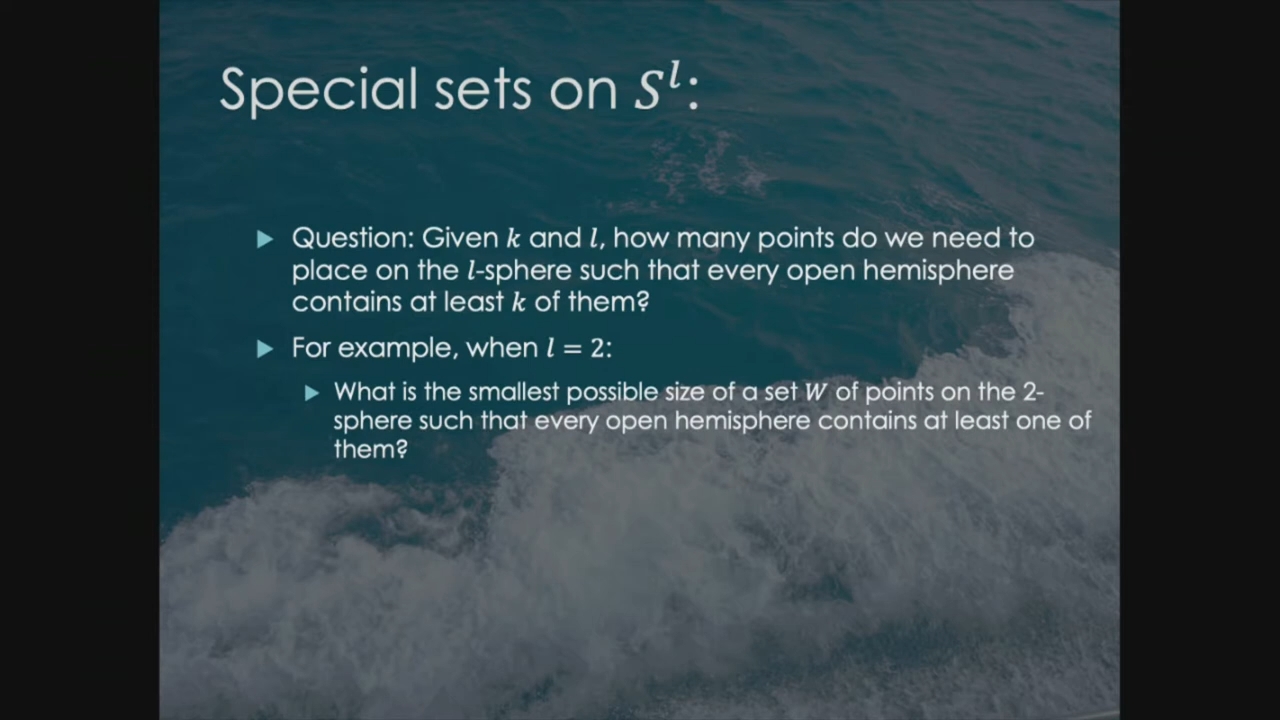 Special sets on 𝑆ˡ:
Question: Given 𝑘 and 𝑙, how many points do we need to
place on the 𝑙-sphere such that every open hemisphere
contains at least 𝑘 of them?
For example, when 𝑙 = 2:
What is the smallest possible size of a set 𝑊 of points on the 2-
sphere such that every open hemisphere contains at least one of
them?